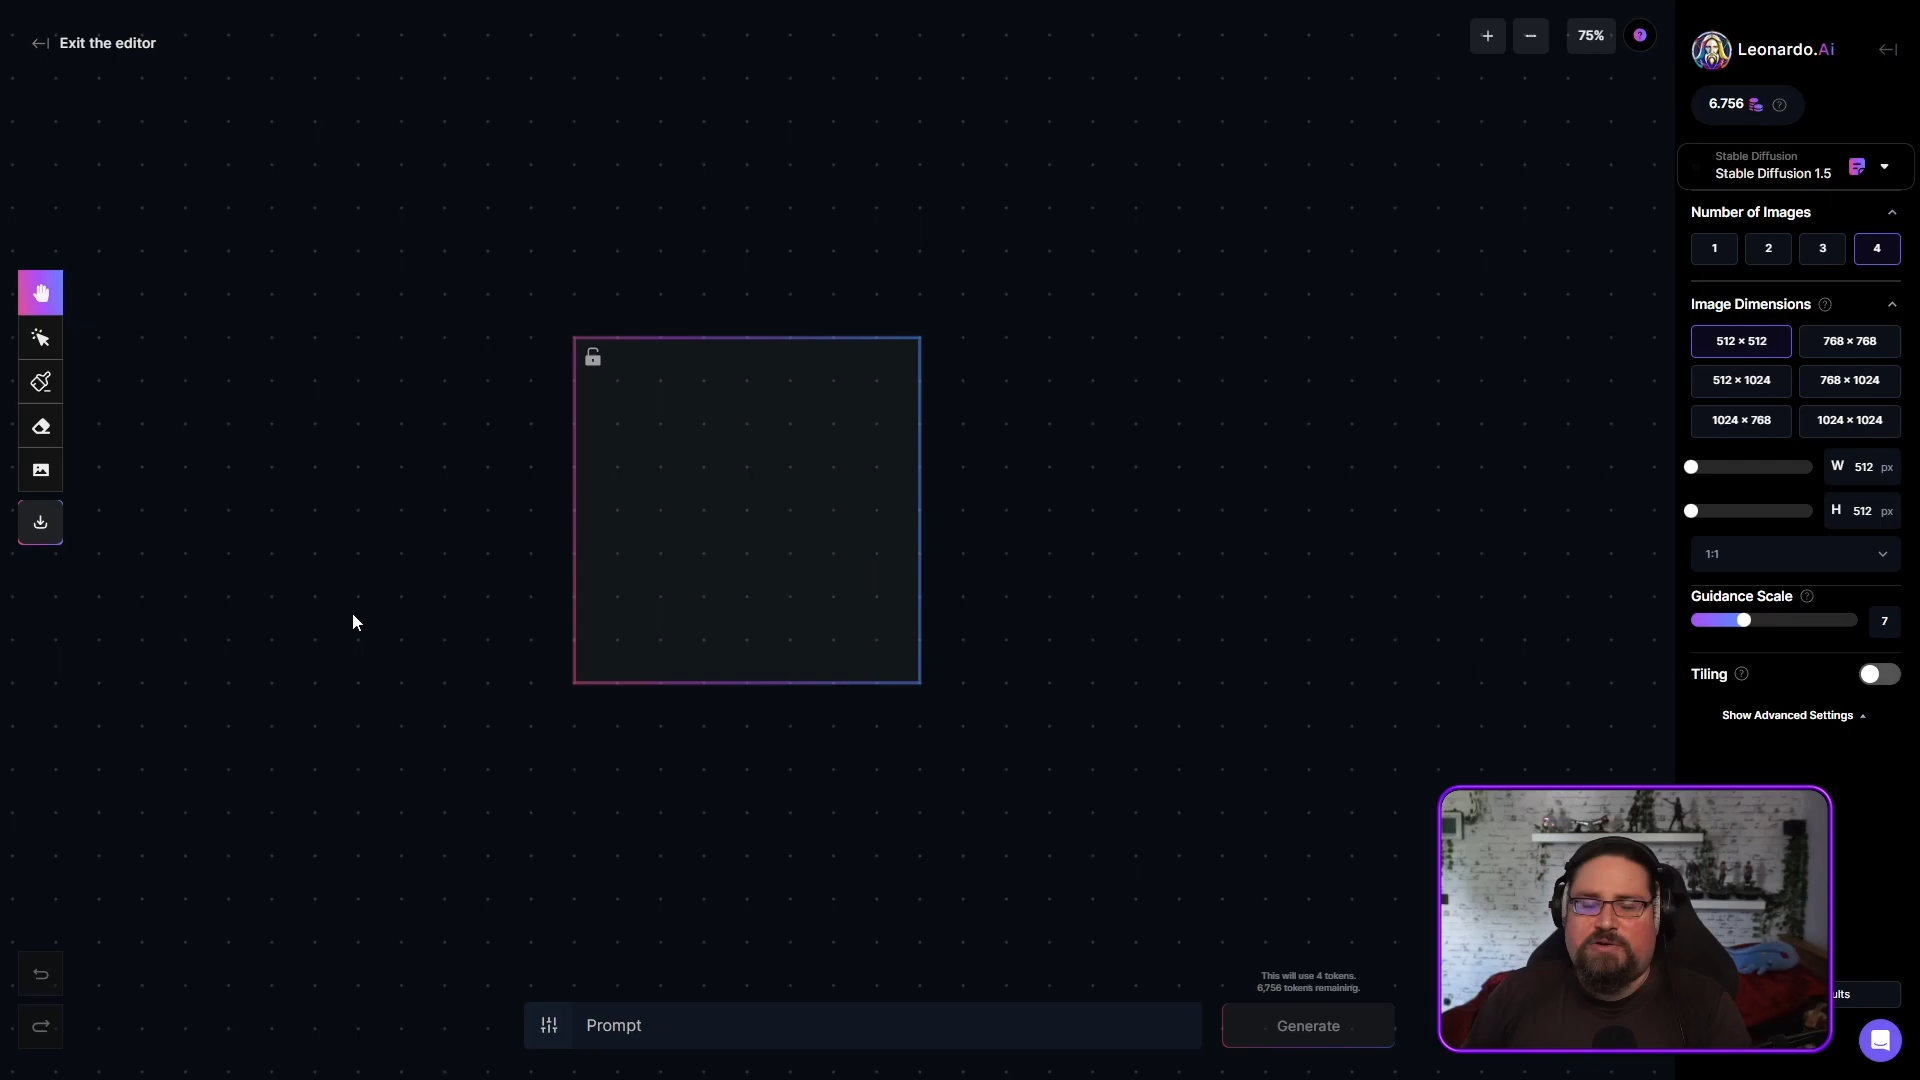 Exit the editor
75%
?
Leonardo.Ai
6.756 ?
Stable Diffusion
Stable Diffusion 1.5
Number of Images
1 2 3 4
Image Dimensions ?
512 × 512 768 × 768
512 × 1024 768 × 1024
1024 × 768 1024 × 1024
W 512 px
H 512 px
1:1
Guidance Scale ?
7
Tiling ?
Show Advanced Settings
This will use 4 tokens.
6,756 tokens remaining.
Prompt
Generate
ults